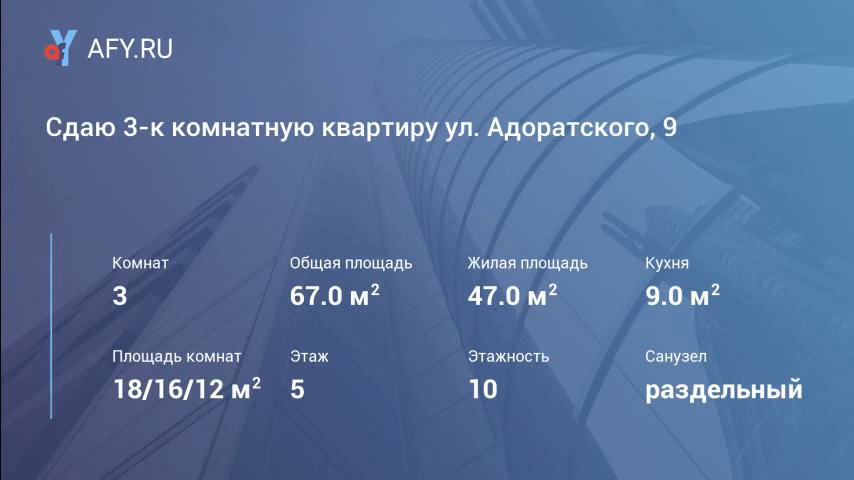 AFY.RU
Сдаю 3-к комнатную квартиру ул. Адоратского, 9
Комнат Общая площадь Жилая площадь Кухня
3 67.0 м² 47.0 м² 9.0 м²
Площадь комнат Этаж Этажность Санузел
18/16/12 м² 5 10 раздельный